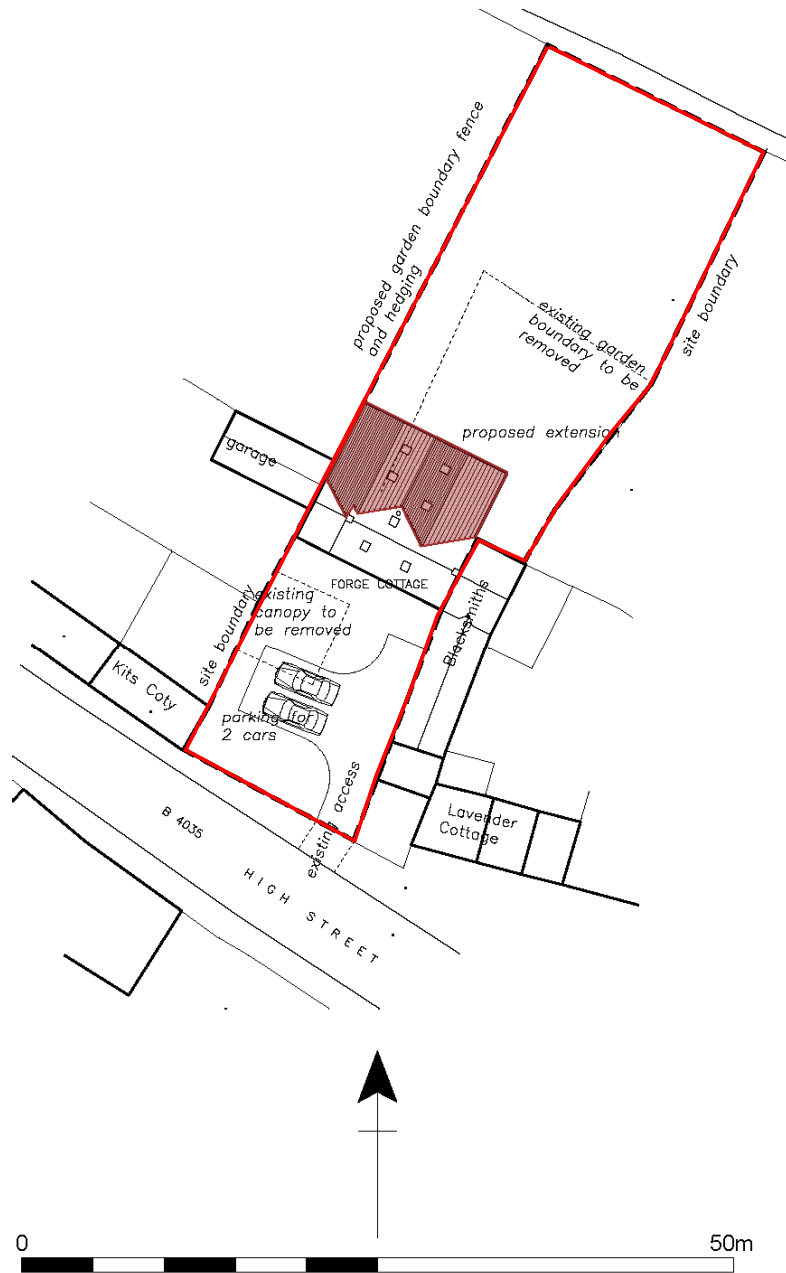 proposed garden boundary fence
and hedging
site boundary
existing garden
boundary to be
removed
proposed extension
garage
FORGE COTTAGE
existing
canopy to
be removed
Blacksmiths
site boundary
Kits Coty
parking for
2 cars
existing access
Lavender
Cottage
B 4035
HIGH STREET
0
50m